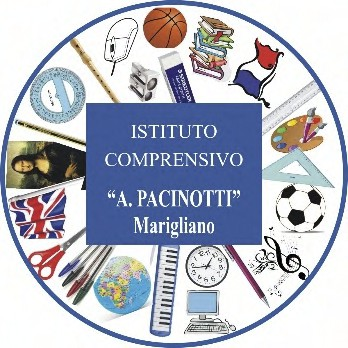 ISTITUTO
COMPRENSIVO
“A. PACINOTTI”
Marigliano